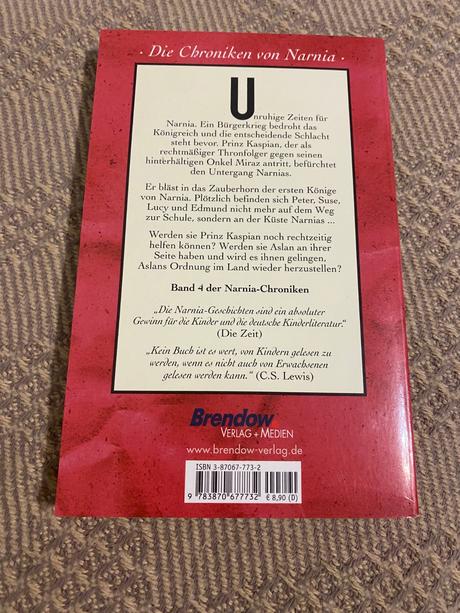 · Die Chroniken von Narnia ·
Unruhige Zeiten für
Narnia. Ein Bürgerkrieg bedroht das
Königreich und die entscheidende Schlacht
steht bevor. Prinz Kaspian, der als
rechtmäßiger Thronfolger gegen seinen
hinterhältigen Onkel Miraz antritt, befürchtet
den Untergang Narnias.
Er bläst in das Zauberhorn der ersten Könige
von Narnia. Plötzlich befinden sich Peter, Suse,
Lucy und Edmund nicht mehr auf dem Weg
zur Schule, sondern an der Küste Narnias ...
Werden sie Prinz Kaspian noch rechtzeitig
helfen können? Werden sie Aslan an ihrer
Seite haben und wird es ihnen gelingen,
Aslans Ordnung im Land wieder herzustellen?
Band 4 der Narnia-Chroniken
„Die Narnia-Geschichten sind ein absoluter
Gewinn für die Kinder und die deutsche Kinderliteratur.“
(Die Zeit)
„Kein Buch ist es wert, von Kindern gelesen zu
werden, wenn es nicht auch von Erwachsenen
gelesen werden kann.“ (C.S. Lewis)
Brendow
VERLAG + MEDIEN
www.brendow-verlag.de
ISBN 3-87067-773-2
9 783870 677732 € 8,90 (D)